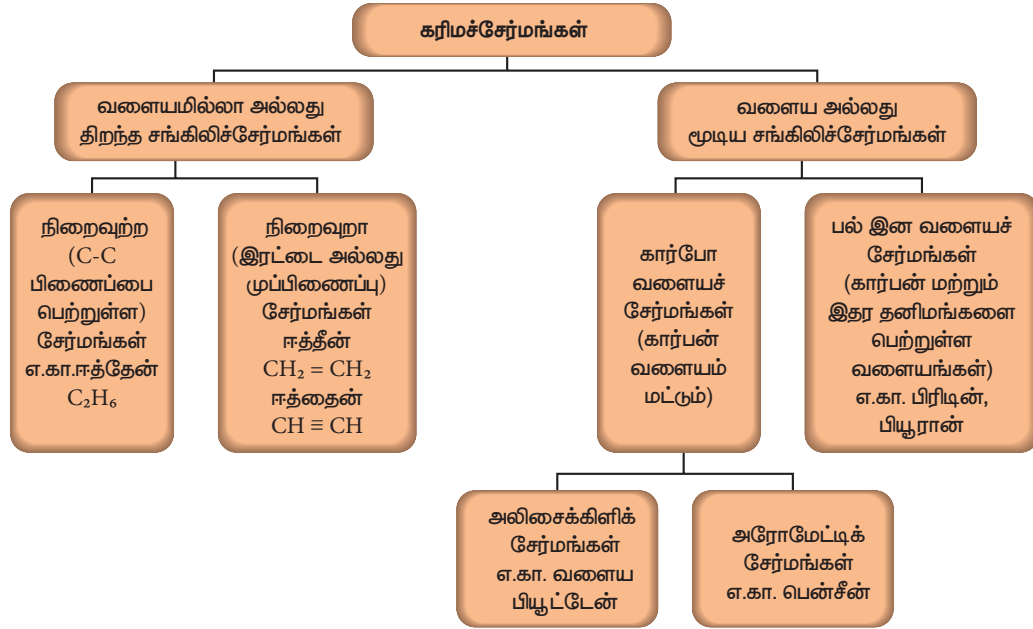 கரிமச்சேர்மங்கள்
வளையமில்லா அல்லது
திறந்த சங்கிலிச்சேர்மங்கள்
வளைய அல்லது
மூடிய சங்கிலிச்சேர்மங்கள்
நிறைவுற்ற
(C-C
பிணைப்பை
பெற்றுள்ள)
சேர்மங்கள்
எ.கா.ஈத்தேன்
C₂H₆
நிறைவுறா
(இரட்டை அல்லது
முப்பிணைப்பு)
சேர்மங்கள்
ஈத்தீன்
CH₂ = CH₂
ஈத்தைன்
CH ≡ CH
கார்போ
வளையச்
சேர்மங்கள்
(கார்பன்
வளையம்
மட்டும்)
பல் இன வளையச்
சேர்மங்கள்
(கார்பன் மற்றும்
இதர தனிமங்களை
பெற்றுள்ள
வளையங்கள்)
எ.கா. பிரிடின்,
பியூரான்
அலிசைக்கிளிக்
சேர்மங்கள்
எ.கா. வளைய
பியூட்டேன்
அரோமேட்டிக்
சேர்மங்கள்
எ.கா. பென்சீன்